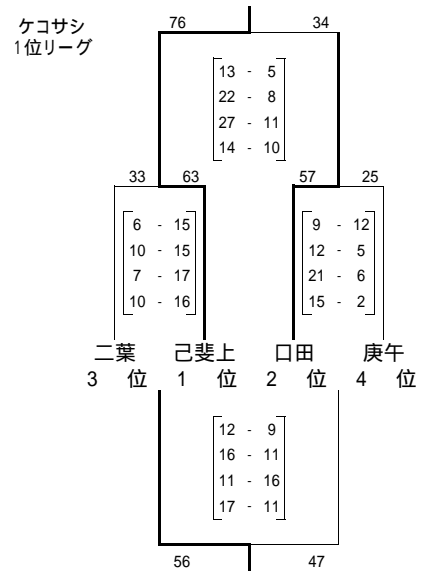 ケコサシ
1位リーグ
76 34
13 - 5
22 - 8
27 - 11
14 - 10
33 63 57 25
6 - 15 9 - 12
10 - 15 12 - 5
7 - 17 21 - 6
10 - 16 15 - 2
二葉 己斐上 口田 庚午
3 位 1 位 2 位 4 位
12 - 9
16 - 11
11 - 16
17 - 11
56 47